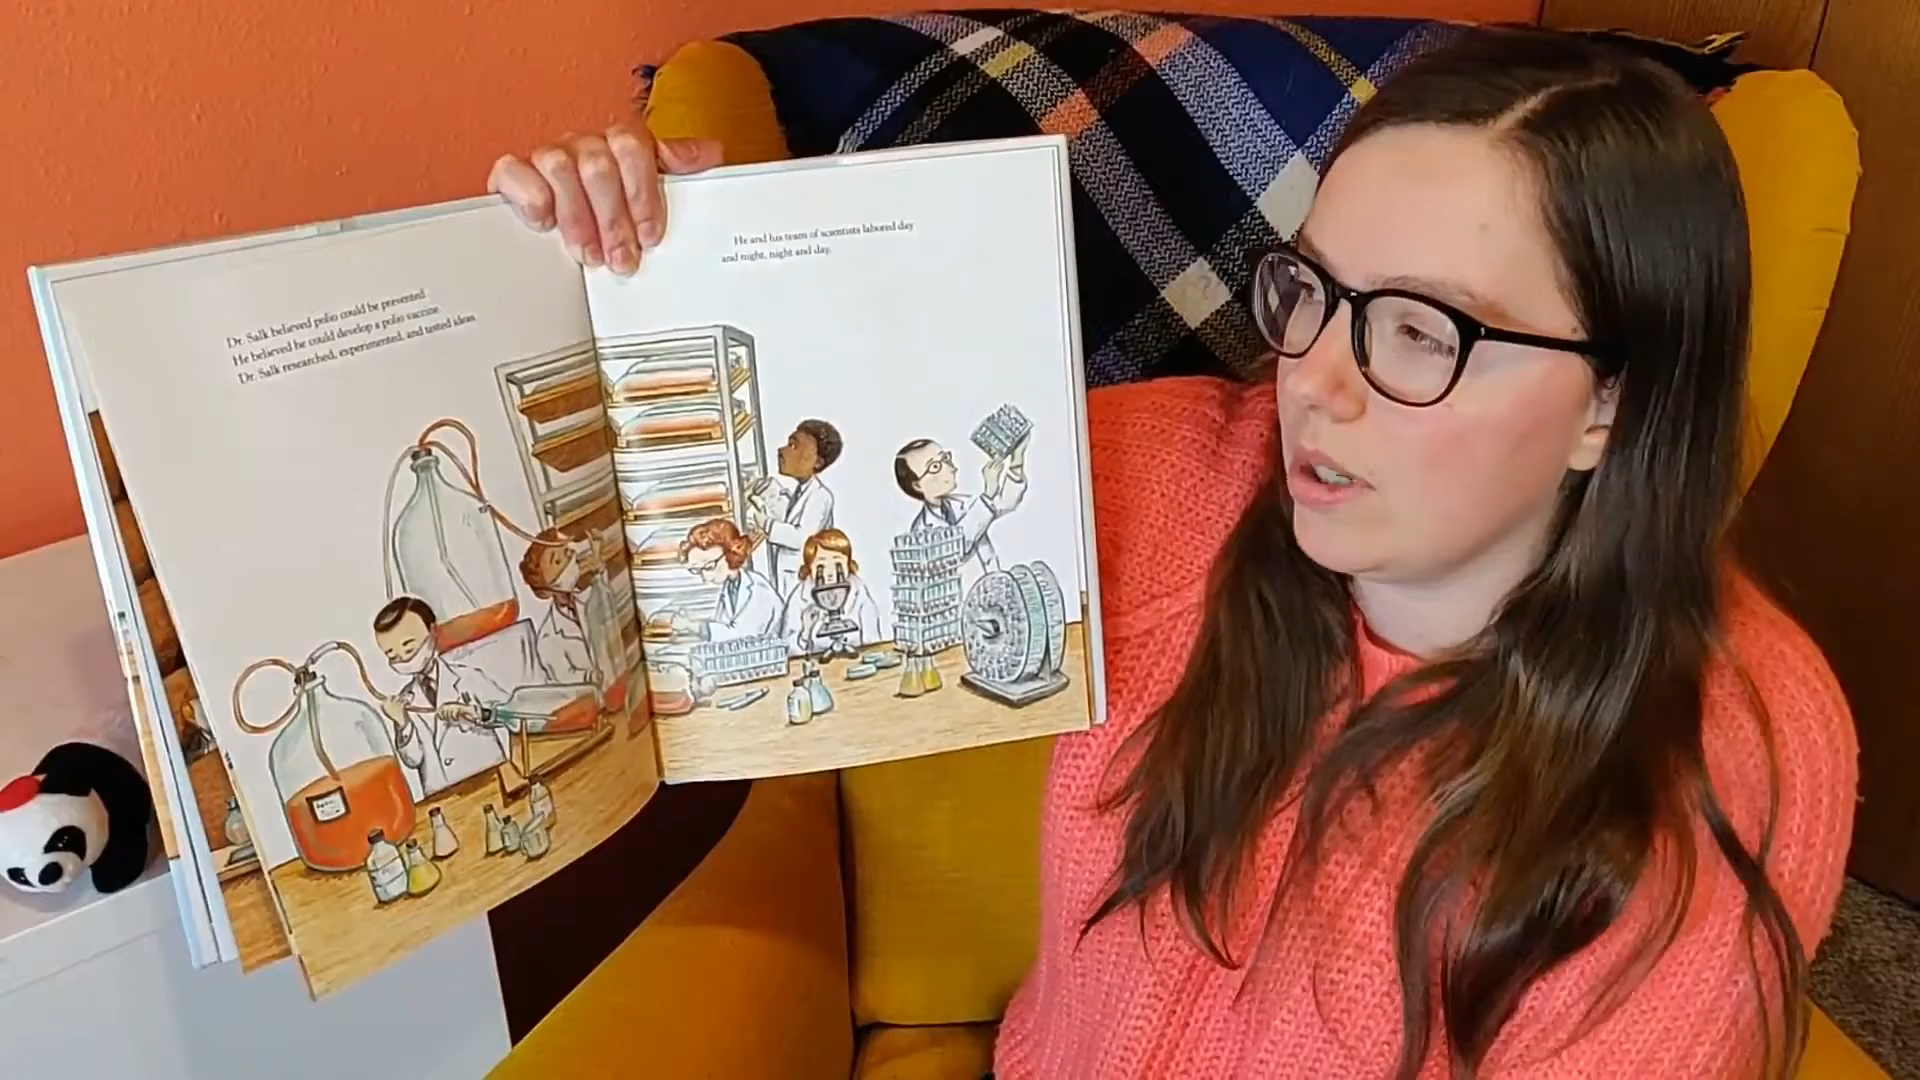 Dr. Salk believed polio could be prevented.
He believed he could develop a polio vaccine.
Dr. Salk researched, experimented, and tested ideas.
He and his team of scientists labored day
and night, night and day.